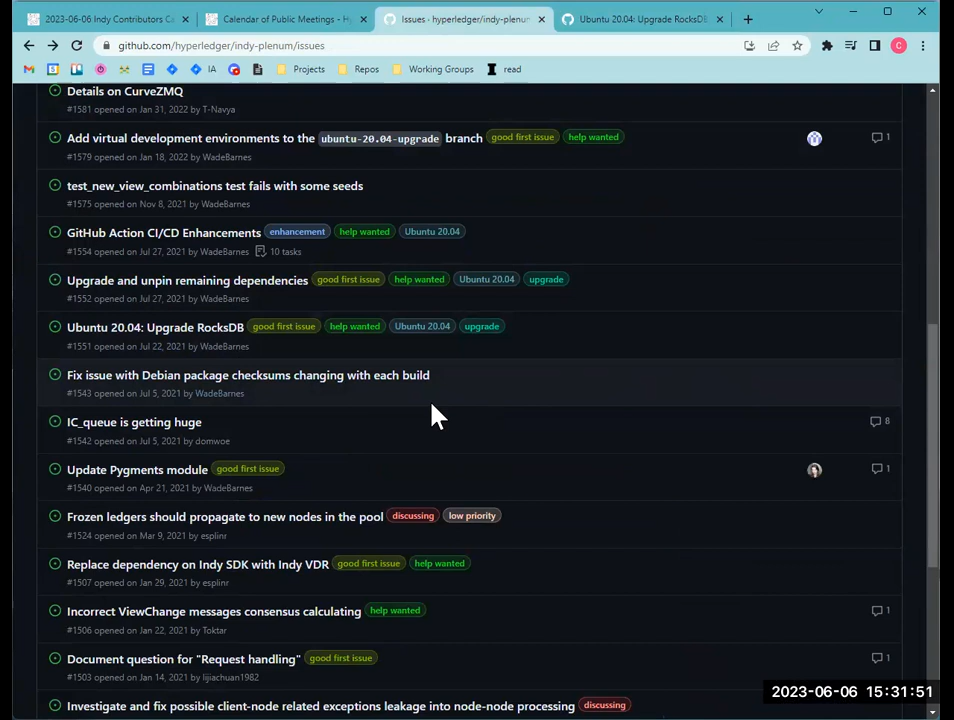 2023-06-06 Indy Contributors C
Calendar of Public Meetings - Hy
Issues · hyperledger/indy-plenum
Ubuntu 20.04: Upgrade RocksDB
github.com/hyperledger/indy-plenum/issues
C
IA
Projects
Repos
Working Groups
read
Details on CurveZMQ
#1581 opened on Jan 31, 2022 by T-Navya
Add virtual development environments to the ubuntu-20.04-upgrade branch good first issue help wanted 1
#1579 opened on Jan 18, 2022 by WadeBarnes
test_new_view_combinations test fails with some seeds
#1575 opened on Nov 8, 2021 by WadeBarnes
GitHub Action CI/CD Enhancements enhancement help wanted Ubuntu 20.04
#1554 opened on Jul 27, 2021 by WadeBarnes 10 tasks
Upgrade and unpin remaining dependencies good first issue help wanted Ubuntu 20.04 upgrade
#1552 opened on Jul 27, 2021 by WadeBarnes
Ubuntu 20.04: Upgrade RocksDB good first issue help wanted Ubuntu 20.04 upgrade
#1551 opened on Jul 22, 2021 by WadeBarnes
Fix issue with Debian package checksums changing with each build
#1543 opened on Jul 5, 2021 by WadeBarnes
IC_queue is getting huge 8
#1542 opened on Jul 5, 2021 by domwoe
Update Pygments module good first issue 1
#1540 opened on Apr 21, 2021 by WadeBarnes
Frozen ledgers should propagate to new nodes in the pool discussing low priority
#1524 opened on Mar 9, 2021 by esplinr
Replace dependency on Indy SDK with Indy VDR good first issue help wanted
#1507 opened on Jan 29, 2021 by esplinr
Incorrect ViewChange messages consensus calculating help wanted 1
#1506 opened on Jan 22, 2021 by Toktar
Document question for "Request handling" good first issue 1
#1503 opened on Jan 14, 2021 by lijiachuan1982
Investigate and fix possible client-node related exceptions leakage into node-node processing discussing
2023-06-06 15:31:51